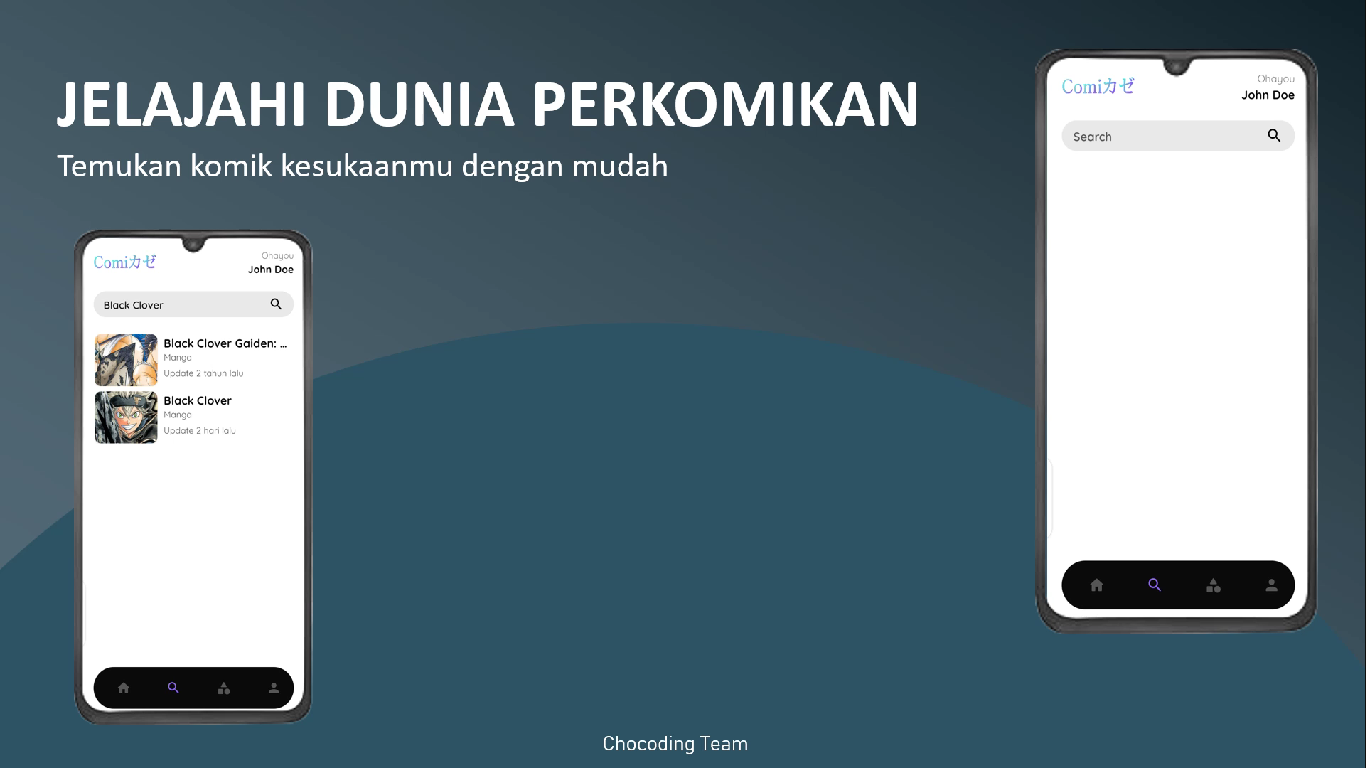 JELAJAHI DUNIA PERKOMIKAN
Temukan komik kesukaanmu dengan mudah
Comiカゼ
Ohayou
John Doe
Black Clover
Black Clover Gaiden: ...
Manga
Update 2 tahun lalu
Black Clover
Manga
Update 2 hari lalu
Comiカゼ
Ohayou
John Doe
Search
Chocoding Team